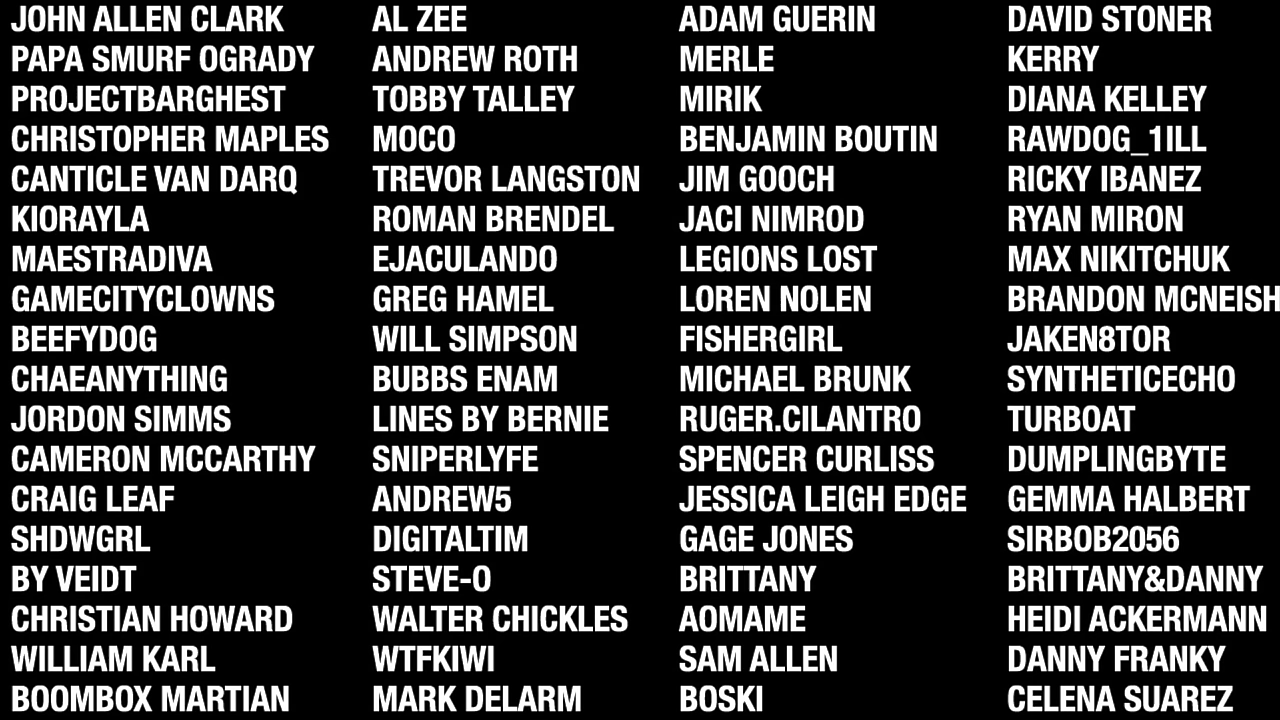 JOHN ALLEN CLARK
PAPA SMURF OGRADY
PROJECTBARGHEST
CHRISTOPHER MAPLES
CANTICLE VAN DARQ
KIORAYLA
MAESTRADIVA
GAMECITYCLOWNS
BEEFYDOG
CHAEANYTHING
JORDON SIMMS
CAMERON MCCARTHY
CRAIG LEAF
SHDWGRL
BY VEIDT
CHRISTIAN HOWARD
WILLIAM KARL
BOOMBOX MARTIAN
AL ZEE
ANDREW ROTH
TOBBY TALLEY
MOCO
TREVOR LANGSTON
ROMAN BRENDEL
EJACULANDO
GREG HAMEL
WILL SIMPSON
BUBBS ENAM
LINES BY BERNIE
SNIPERLYFE
ANDREW5
DIGITALTIM
STEVE-O
WALTER CHICKLES
WTFKIWI
MARK DELARM
ADAM GUERIN
MERLE
MIRIK
BENJAMIN BOUTIN
JIM GOOCH
JACI NIMROD
LEGIONS LOST
LOREN NOLEN
FISHERGIRL
MICHAEL BRUNK
RUGER.CILANTRO
SPENCER CURLISS
JESSICA LEIGH EDGE
GAGE JONES
BRITTANY
AOMAME
SAM ALLEN
BOSKI
DAVID STONER
KERRY
DIANA KELLEY
RAWDOG_1ILL
RICKY IBANEZ
RYAN MIRON
MAX NIKITCHUK
BRANDON MCNEISH
JAKEN8TOR
SYNTHETICECHO
TURBOAT
DUMPLINGBYTE
GEMMA HALBERT
SIRBOB2056
BRITTANY&DANNY
HEIDI ACKERMANN
DANNY FRANKY
CELENA SUAREZ